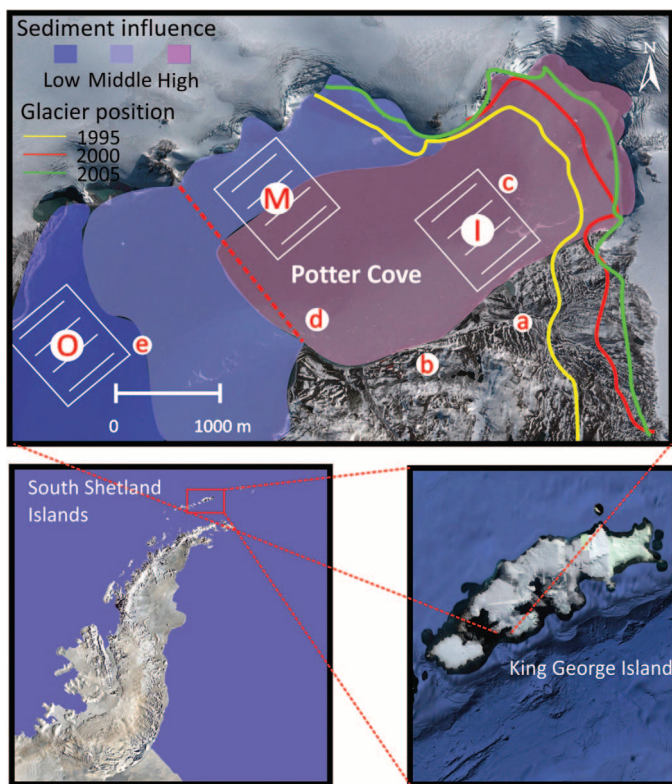 Sediment influence
Low Middle High
Glacier position
1995
2000
2005
N
M
c
I
Potter Cove
O
e
d
a
b
0 1000 m
South Shetland
Islands
King George Island